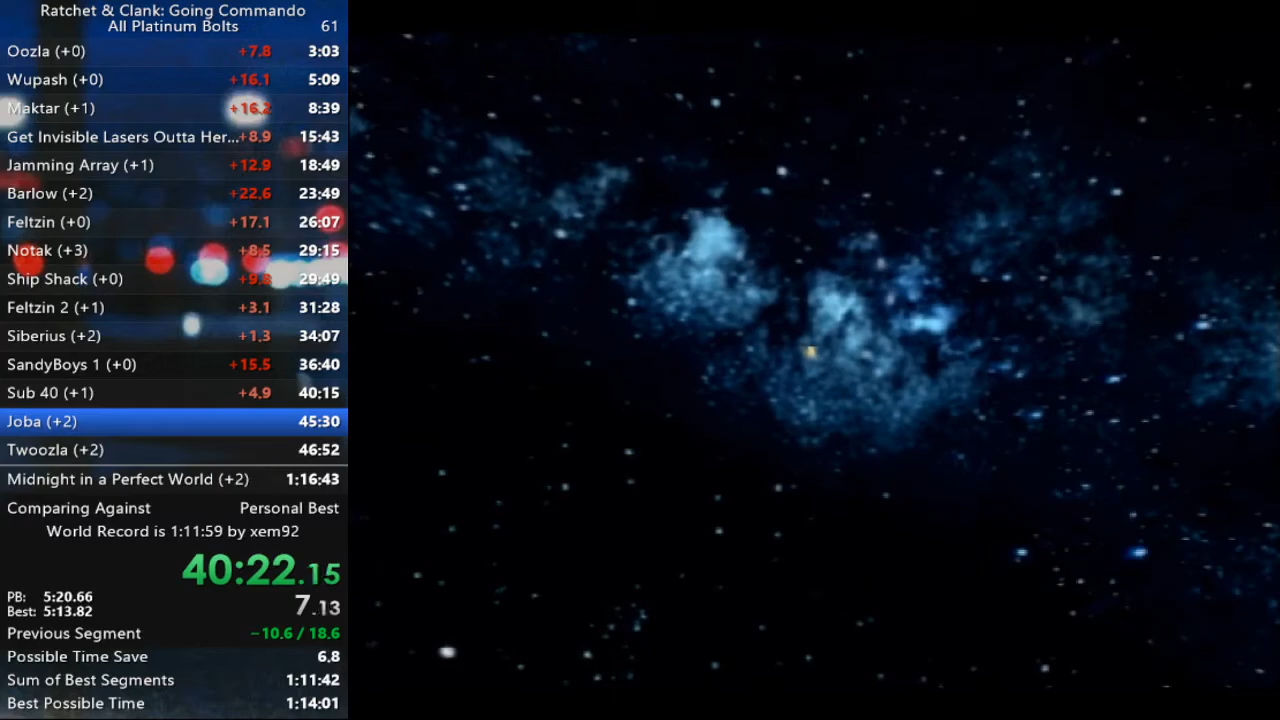 Ratchet & Clank: Going Commando
All Platinum Bolts 61
Oozla (+0) +7.8 3:03
Wupash (+0) +16.1 5:09
Maktar (+1) +16.2 8:39
Get Invisible Lasers Outta Her... +8.9 15:43
Jamming Array (+1) +12.9 18:49
Barlow (+2) +22.6 23:49
Feltzin (+0) +17.1 26:07
Notak (+3) +8.5 29:15
Ship Shack (+0) +9.8 29:49
Feltzin 2 (+1) +3.1 31:28
Siberius (+2) +1.3 34:07
SandyBoys 1 (+0) +15.5 36:40
Sub 40 (+1) +4.9 40:15
Joba (+2) 45:30
Twoozla (+2) 46:52
Midnight in a Perfect World (+2) 1:16:43
Comparing Against Personal Best
World Record is 1:11:59 by xem92
40:22.15
PB: 5:20.66
Best: 5:13.82
7.13
Previous Segment −10.6 / 18.6
Possible Time Save 6.8
Sum of Best Segments 1:11:42
Best Possible Time 1:14:01